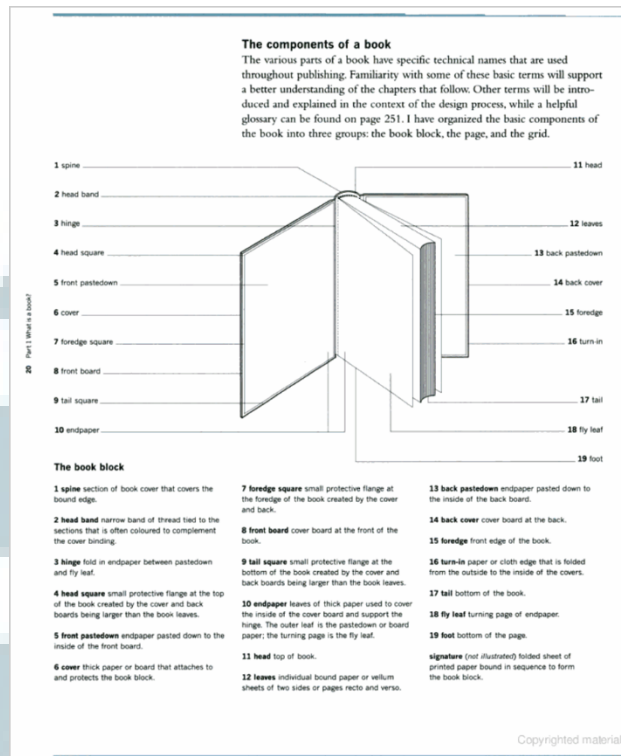 The components of a book
The various parts of a book have specific technical names that are used
throughout publishing. Familiarity with some of these basic terms will support
a better understanding of the chapters that follow. Other terms will be intro-
duced and explained in the context of the design process, while a helpful
glossary can be found on page 251. I have organized the basic components of
the book into three groups: the book block, the page, and the grid.
1 spine
2 head band
3 hinge
4 head square
5 front pastedown
6 cover
7 foredge square
8 front board
9 tail square
10 endpaper
11 head
12 leaves
13 back pastedown
14 back cover
15 foredge
16 turn-in
17 tail
18 fly leaf
19 foot
20 Part 1 What is a book?
The book block
1 spine section of book cover that covers the
bound edge.
2 head band narrow band of thread tied to the
sections that is often coloured to complement
the cover binding.
3 hinge fold in endpaper between pastedown
and fly leaf.
4 head square small protective flange at the top
of the book created by the cover and back
boards being larger than the book leaves.
5 front pastedown endpaper pasted down to the
inside of the front board.
6 cover thick paper or board that attaches to
and protects the book block.
7 foredge square small protective flange at
the foredge of the book created by the cover
and back.
8 front board cover board at the front of the
book.
9 tail square small protective flange at the
bottom of the book created by the cover and
back boards being larger than the book leaves.
10 endpaper leaves of thick paper used to cover
the inside of the cover board and support the
hinge. The outer leaf is the pastedown or board
paper; the turning page is the fly leaf.
11 head top of book.
12 leaves individual bound paper or vellum
sheets of two sides or pages recto and verso.
13 back pastedown endpaper pasted down to
the inside of the back board.
14 back cover cover board at the back.
15 foredge front edge of the book.
16 turn-in paper or cloth edge that is folded
from the outside to the inside of the covers.
17 tail bottom of the book.
18 fly leaf turning page of endpaper.
19 foot bottom of the page.
signature (not illustrated) folded sheet of
printed paper bound in sequence to form
the book block.
Copyrighted material